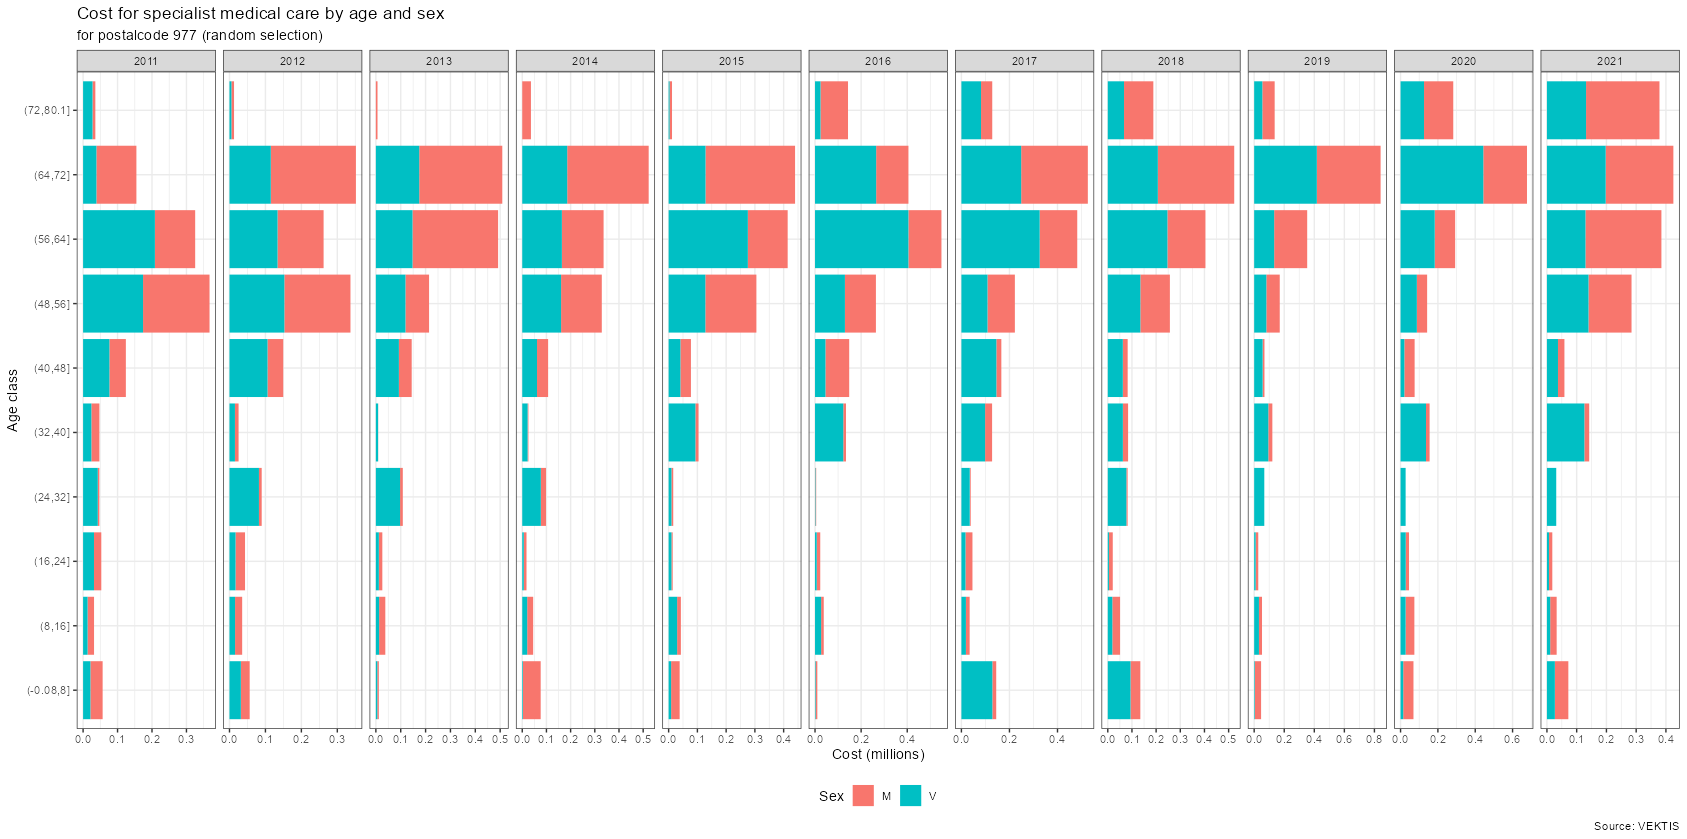 Cost for specialist medical care by age and sex
for postalcode 977 (random selection)
2011 2012 2013 2014 2015 2016 2017 2018 2019 2020 2021
Age class
(72,80.1]
(64,72]
(56,64]
(48,56]
(40,48]
(32,40]
(24,32]
(16,24]
(8,16]
(-0.08,8]
0.0 0.1 0.2 0.3 0.0 0.1 0.2 0.3 0.0 0.1 0.2 0.3 0.4 0.5 0.0 0.1 0.2 0.3 0.4 0.5 0.0 0.1 0.2 0.3 0.4 0.0 0.2 0.4 0.0 0.2 0.4 0.0 0.1 0.2 0.3 0.4 0.5 0.0 0.2 0.4 0.6 0.8 0.0 0.2 0.4 0.6 0.0 0.1 0.2 0.3 0.4
Cost (millions)
Sex M V
Source: VEKTIS